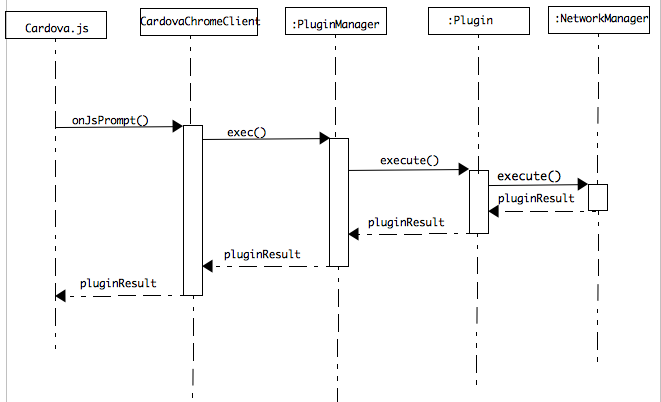 Cardova.js
CardovaChromeClient
:PluginManager
:Plugin
:NetworkManager
onJsPrompt()
exec()
execute()
execute()
pluginResult
pluginResult
pluginResult
pluginResult